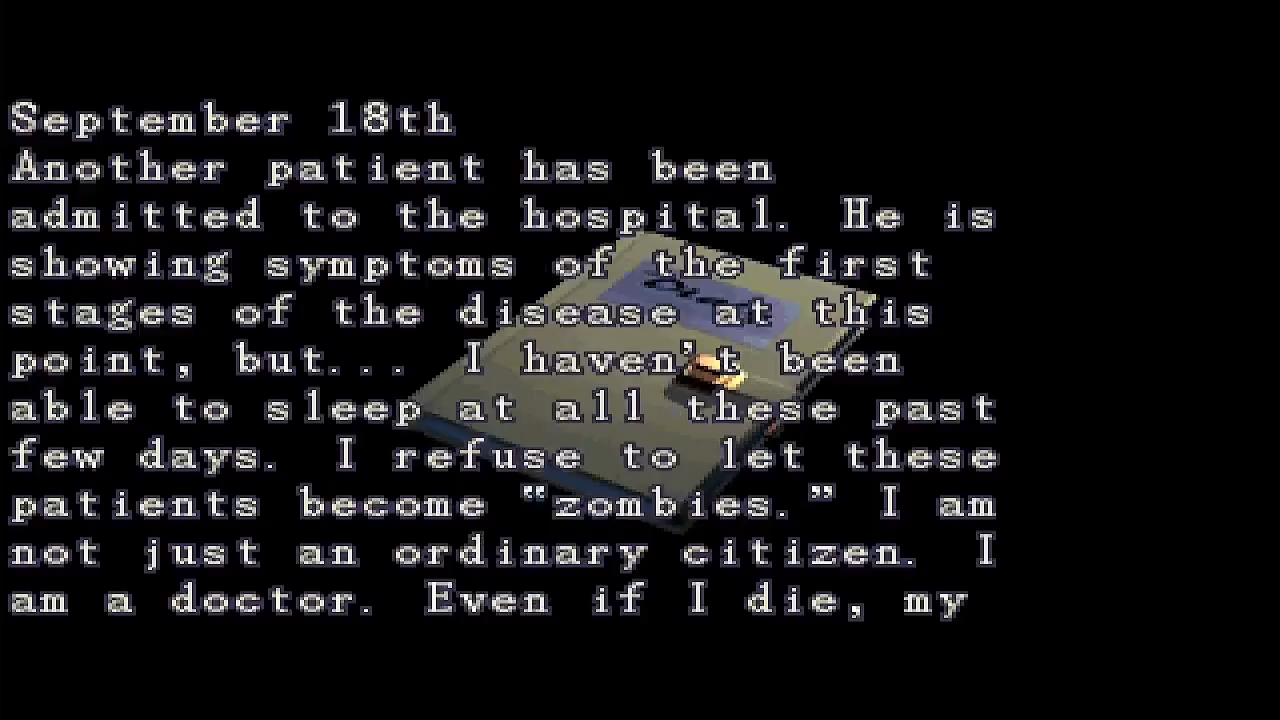 September 18th
Another patient has been
admitted to the hospital. He is
showing symptoms of the first
stages of the disease at this
point, but... I haven't been
able to sleep at all these past
few days. I refuse to let these
patients become “zombies.” I am
not just an ordinary citizen. I
am a doctor. Even if I die, my